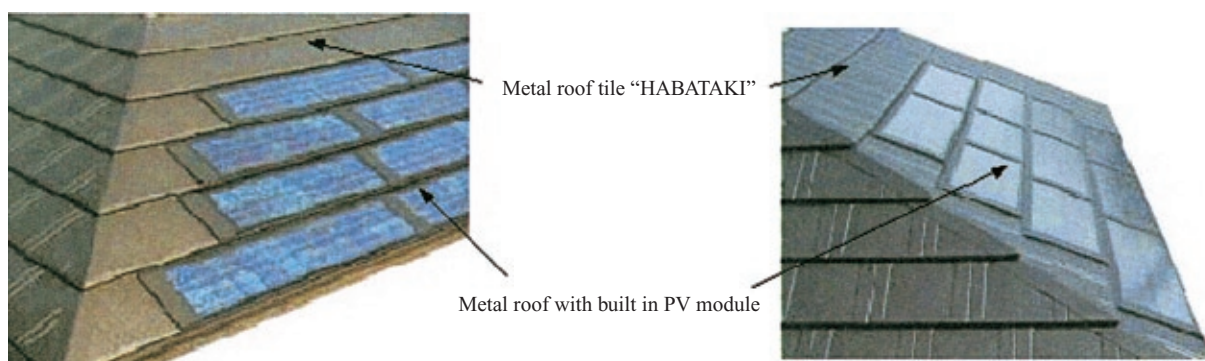 Metal roof tile “HABATAKI”
Metal roof with built in PV module